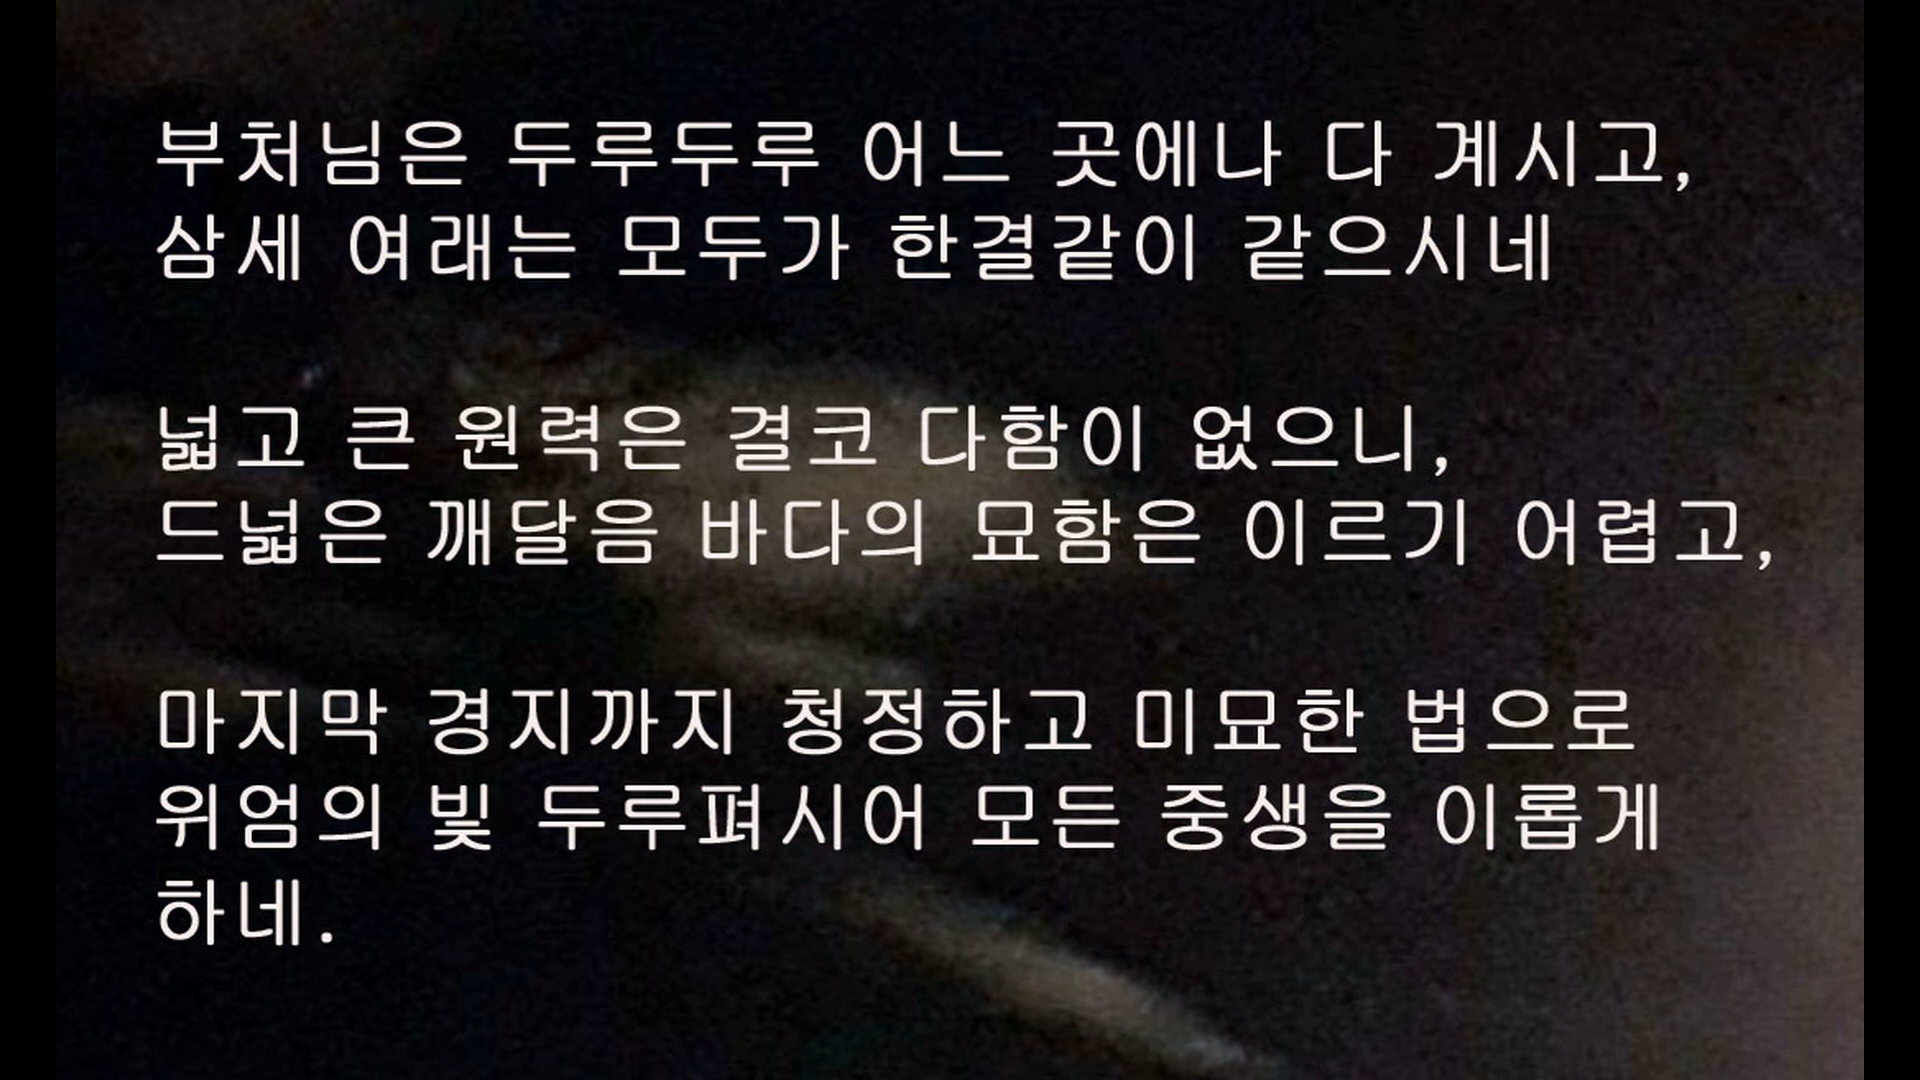 부처님은 두루두루 어느 곳에나 다 계시고,
삼세 여래는 모두가 한결같이 같으시네
넓고 큰 원력은 결코 다함이 없으니,
드넓은 깨달음 바다의 묘함은 이르기 어렵고,
마지막 경지까지 청정하고 미묘한 법으로
위엄의 빛 두루펴시어 모든 중생을 이롭게
하네.